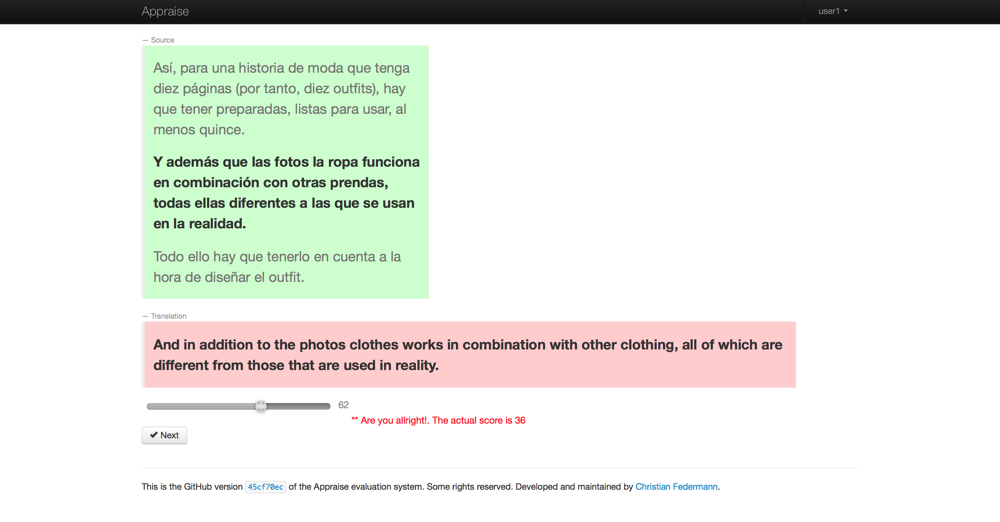 Appraise
user1
— Source
Así, para una historia de moda que tenga
diez páginas (por tanto, diez outfits), hay
que tener preparadas, listas para usar, al
menos quince.
Y además que las fotos la ropa funciona
en combinación con otras prendas,
todas ellas diferentes a las que se usan
en la realidad.
Todo ello hay que tenerlo en cuenta a la
hora de diseñar el outfit.
— Translation
And in addition to the photos clothes works in combination with other clothing, all of which are
different from those that are used in reality.
62
** Are you allright!. The actual score is 36
Next
This is the GitHub version 45cf70ec of the Appraise evaluation system. Some rights reserved. Developed and maintained by Christian Federmann.